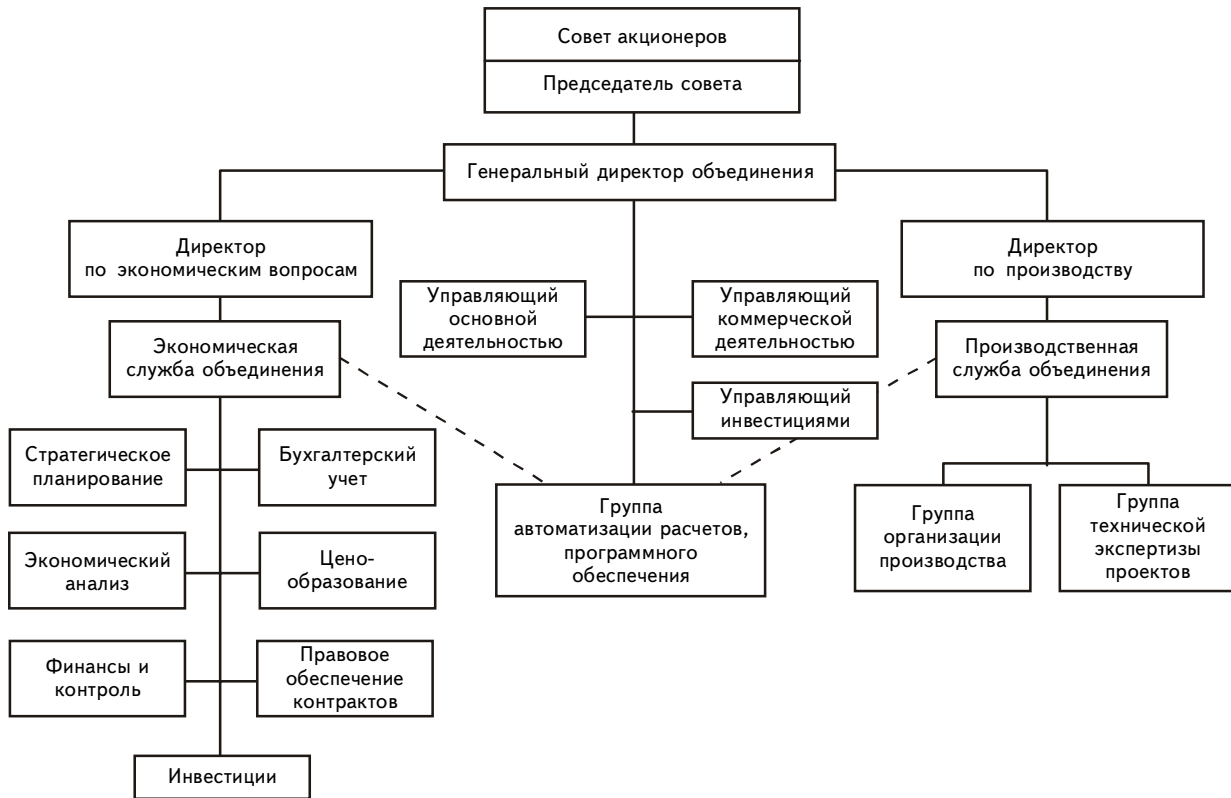 Совет акционеров
Председатель совета
Генеральный директор объединения
Директор
по экономическим вопросам
Директор
по производству
Управляющий
основной
деятельностью
Управляющий
коммерческой
деятельностью
Экономическая
служба объединения
Производственная
служба объединения
Управляющий
инвестициями
Стратегическое
планирование
Бухгалтерский
учет
Группа
автоматизации расчетов,
программного
обеспечения
Группа
организации
производства
Группа
технической
экспертизы
проектов
Экономический
анализ
Цено-
образование
Финансы и
контроль
Правовое
обеспечение
контрактов
Инвестиции